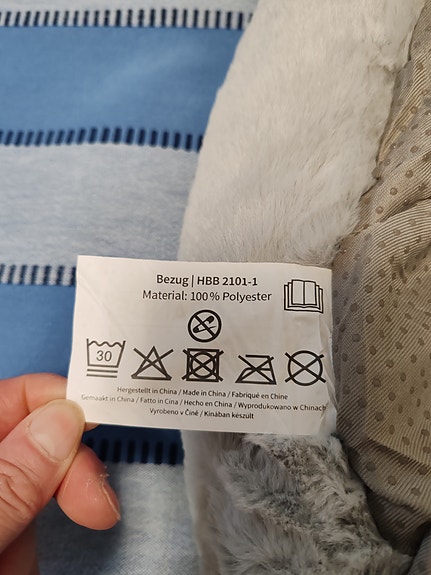 Bezug | HBB 2101-1
Material: 100% Polyester
30
Hergestellt in China / Made in China / Fabriqué en Chine
Gemaakt in China / Fatto in Cina / Hecho en China / Wyprodukowano w Chinach
Vyrobeno v Číně / Kínában készült